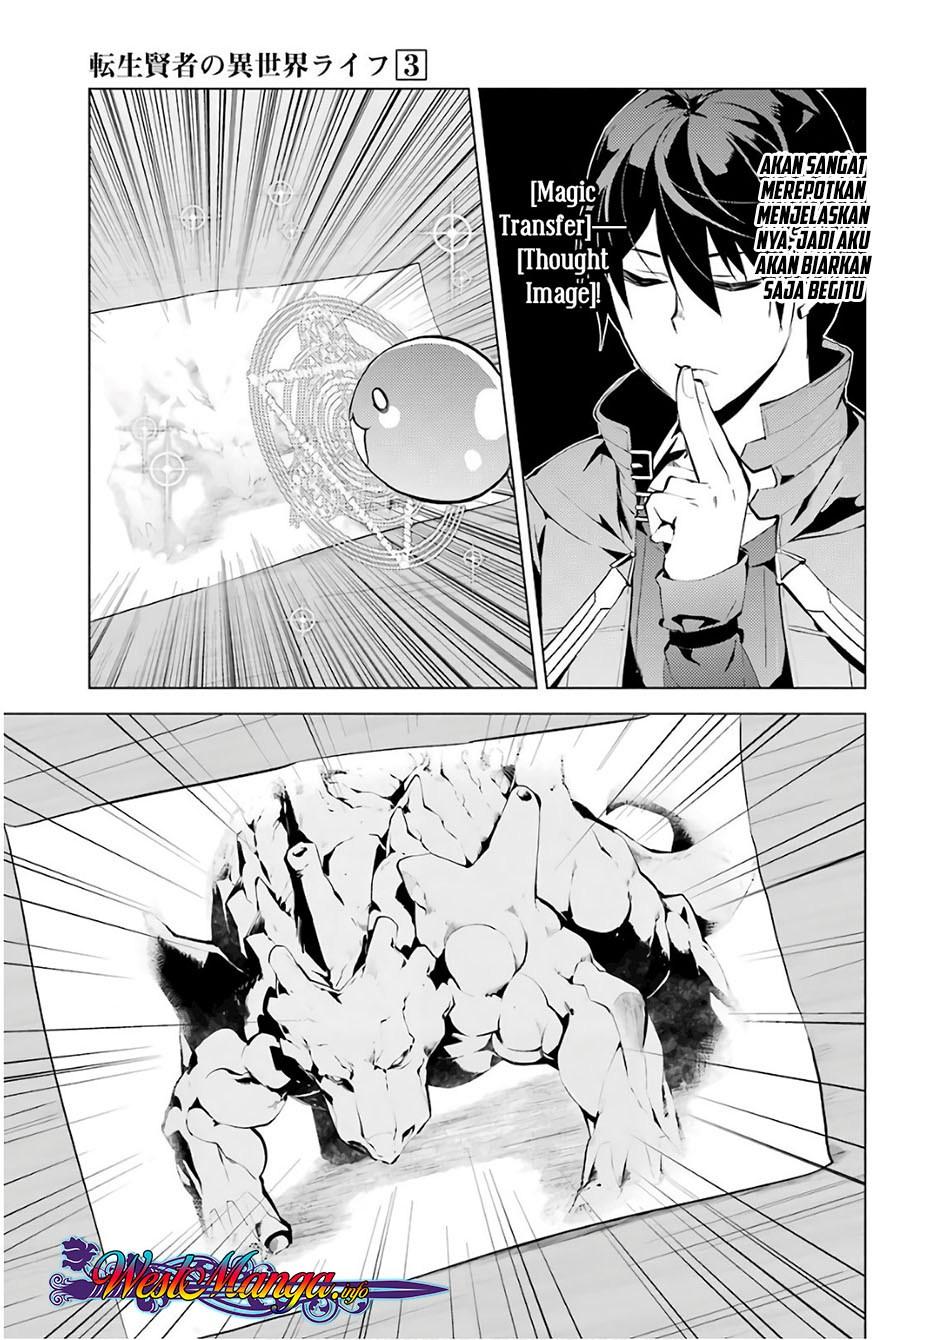 転生賢者の異世界ライフ 3
AKAN SANGAT
MEREPOTKAN
MENJELASKAN
NYA, JADI AKU
AKAN BIARKAN
SAJA BEGITU
[Magic
Transfer]—
[Thought
Image]!
WestManga.info